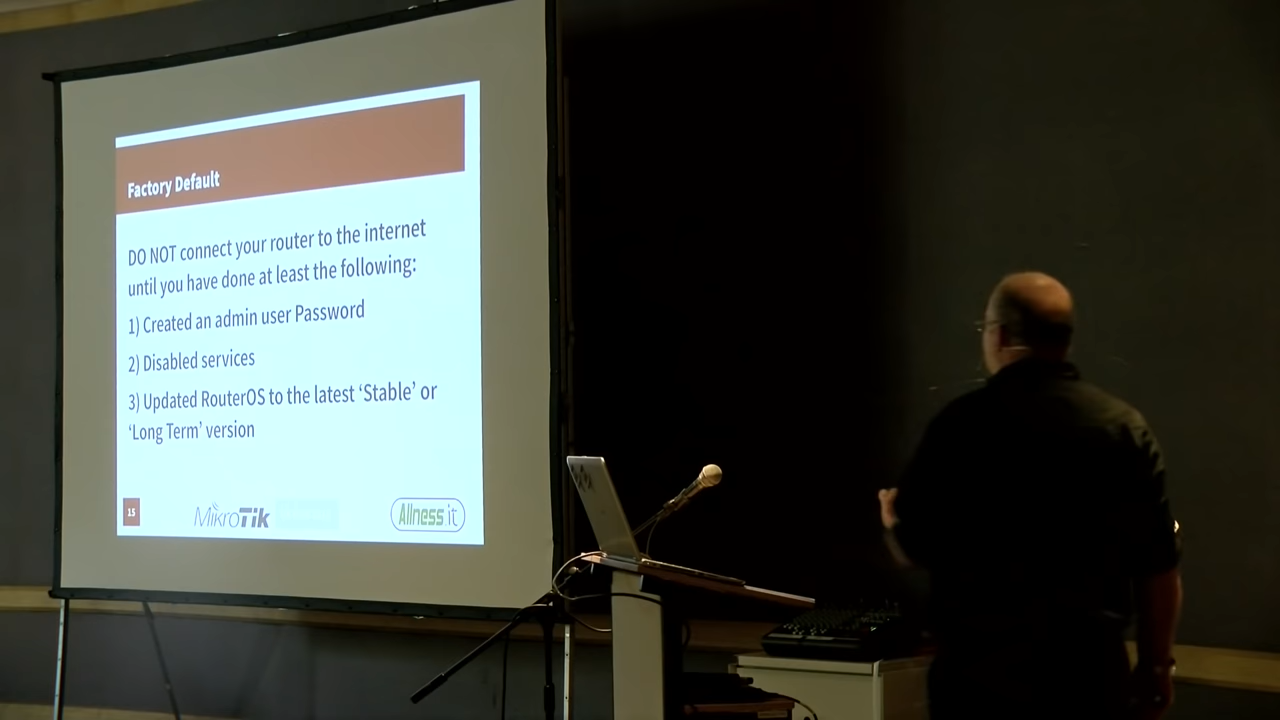 Factory Default
DO NOT connect your router to the internet
until you have done at least the following:
1) Created an admin user Password
2) Disabled services
3) Updated RouterOS to the latest ‘Stable’ or
‘Long Term’ version
15
MikroTik
Allness.it